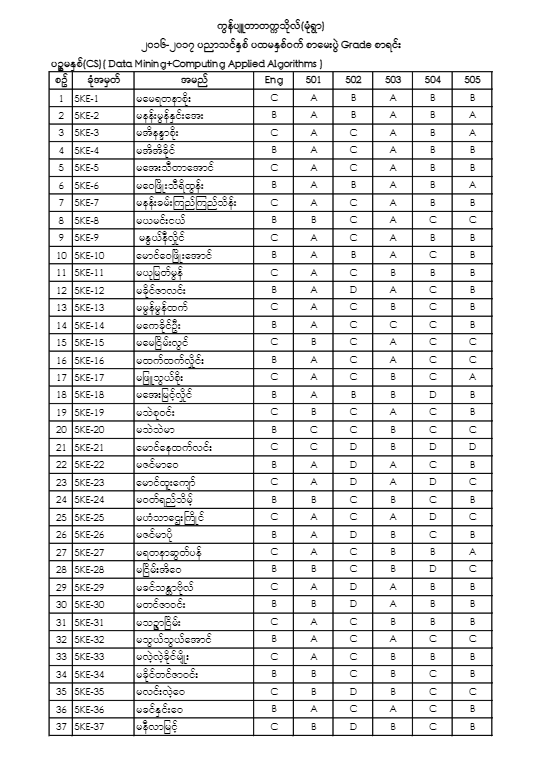 ကွန်ပျူတာတက္ကသိုလ်(မုံရွာ)
၂၀၁၆-၂၀၁၇ ပညာသင်နှစ် ပထမနှစ်ဝက် စာမေးပွဲ Grade စာရင်း
ပဉ္စမနှစ်(CS)( Data Mining+Computing Applied Algorithms )
စဥ် ခုံအမှတ် အမည် Eng 501 502 503 504 505
1 5KE-1 မမေရတနာစိုး C A B A B B
2 5KE-2 မနန်းမွန်နှင်းအေး B A B A B A
3 5KE-3 မအိနန္ဒာစိုး C A C A B A
4 5KE-4 မအိအိခိုင် B A C A B B
5 5KE-5 မအေးသီတာအောင် C A C A B B
6 5KE-6 မဝေဖြိုးသီရိထွန်း B A B A B A
7 5KE-7 မနန်းခမ်းကြည်ကြည်သိန်း C A C A B B
8 5KE-8 မယမင်းငယ် B B C A C C
9 5KE-9 မနွယ်နီလှိုင် C A C A B B
10 5KE-10 မောင်ဝေဖြိုးအောင် B A B A C B
11 5KE-11 မယုမြတ်မွန် C A C B B B
12 5KE-12 မခိုင်ဇာလင်း B A D A C B
13 5KE-13 မမွန်မွန်ထက် C A C B C B
14 5KE-14 မကေခိုင်ဦး B A C C C B
15 5KE-15 မမေငြိမ်းလွင် C B C A C C
16 5KE-16 မထက်ထက်လှိုင်း B A C A C C
17 5KE-17 မဖြူသွယ်စိုး C A C B C A
18 5KE-18 မအေးမြင့်လှိုင် B A B B D B
19 5KE-19 မသဲစုဝင်း C B C A C B
20 5KE-20 မသဲသဲမာ B C C B C C
21 5KE-21 မောင်နေထက်လင်း C C D B D D
22 5KE-22 မဇင်မာဝေ B A D A C B
23 5KE-23 မောင်ထူးကျော် C A D A D C
24 5KE-24 မဝတ်ရည်သိမ့် B B C B C B
25 5KE-25 မဟံသာဌေးကြိုင် C A C A D C
26 5KE-26 မဇင်မာပို B A D B C B
27 5KE-27 မရတနာဆွတ်ပန် C A C B B A
28 5KE-28 မငြိမ်းအိဝေ B B C B D C
29 5KE-29 မခင်သန္တာဗိုလ် C A D A B B
30 5KE-30 မတင်ဇာဝင်း B B D A B B
31 5KE-31 မသဉ္ဇာငြိမ်း C A C B B B
32 5KE-32 မသွယ်သွယ်အောင် B A C A C C
33 5KE-33 မလဲ့လဲ့ခိုင်မျိုး C A C B B B
34 5KE-34 မခိုင်တင်ဇာဝင်း B B C B C B
35 5KE-35 မလင်းလဲ့ဝေ C B D B C C
36 5KE-36 မခင်နှင်းဝေ B A C A C B
37 5KE-37 မနီလာမြင့် C B D B C B